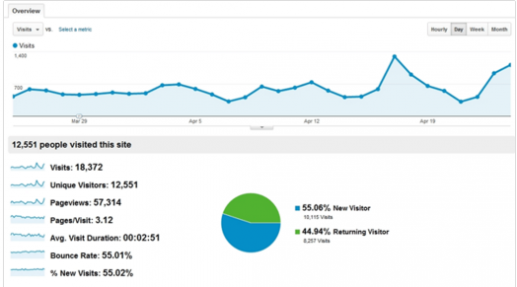 Overview
Visits VS. Select a metric
Hourly Day Week Month
Visits
1,400
700
Mar 29 Apr 5 Apr 12 Apr 19
12,551 people visited this site
Visits: 18,372
Unique Visitors: 12,551
Pageviews: 57,314
Pages/Visit: 3.12
Avg. Visit Duration: 00:02:51
Bounce Rate: 55.01%
% New Visits: 55.02%
55.06% New Visitor
10,115 Visits
44.94% Returning Visitor
8,257 Visits